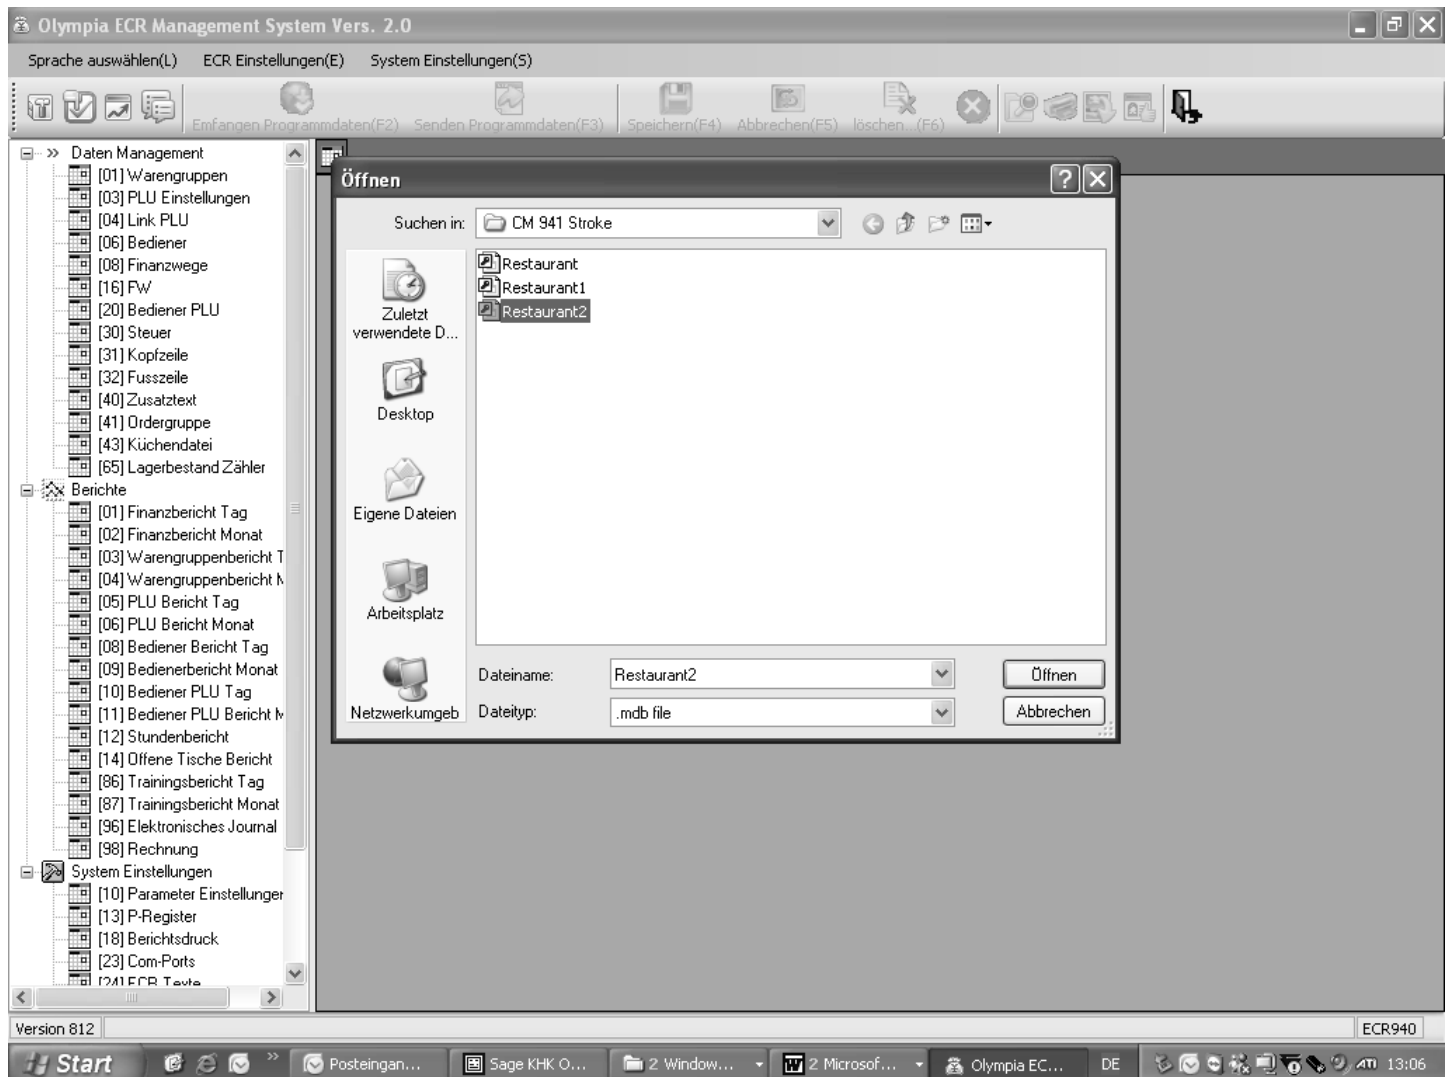 Olympia ECR Management System Vers. 2.0
Sprache auswählen(L) ECR Einstellungen(E) System Einstellungen(S)
Emfangen Programmdaten(F2) Senden Programmdaten(F3) Speichern(F4) Abbrechen(F5) löschen...(F6)
Daten Management
[01] Warengruppen
[03] PLU Einstellungen
[04] Link PLU
[06] Bediener
[08] Finanzwege
[16] FW
[20] Bediener PLU
[30] Steuer
[31] Kopfzeile
[32] Fusszeile
[40] Zusatztext
[41] Ordergruppe
[43] Küchendatei
[65] Lagerbestand Zähler
Berichte
[01] Finanzbericht Tag
[02] Finanzbericht Monat
[03] Warengruppenbericht T
[04] Warengruppenbericht M
[05] PLU Bericht Tag
[06] PLU Bericht Monat
[08] Bediener Bericht Tag
[09] Bedienerbericht Monat
[10] Bediener PLU Tag
[11] Bediener PLU Bericht M
[12] Stundenbericht
[14] Offene Tische Bericht
[86] Trainingsbericht Tag
[87] Trainingsbericht Monat
[96] Elektronisches Journal
[98] Rechnung
System Einstellungen
[10] Parameter Einstellungen
[13] P-Register
[18] Berichtsdruck
[23] Com-Ports
[24] ECR Texte
Öffnen
Suchen in: CM 941 Stroke
Zuletzt
verwendete D...
Desktop
Eigene Dateien
Arbeitsplatz
Netzwerkumgeb
Restaurant
Restaurant1
Restaurant2
Dateiname: Restaurant2 Öffnen
Dateityp: .mdb file Abbrechen
Version 812 ECR940
Start Posteingan... Sage KHK O... 2 Window... 2 Microsof... Olympia EC... DE 13:06